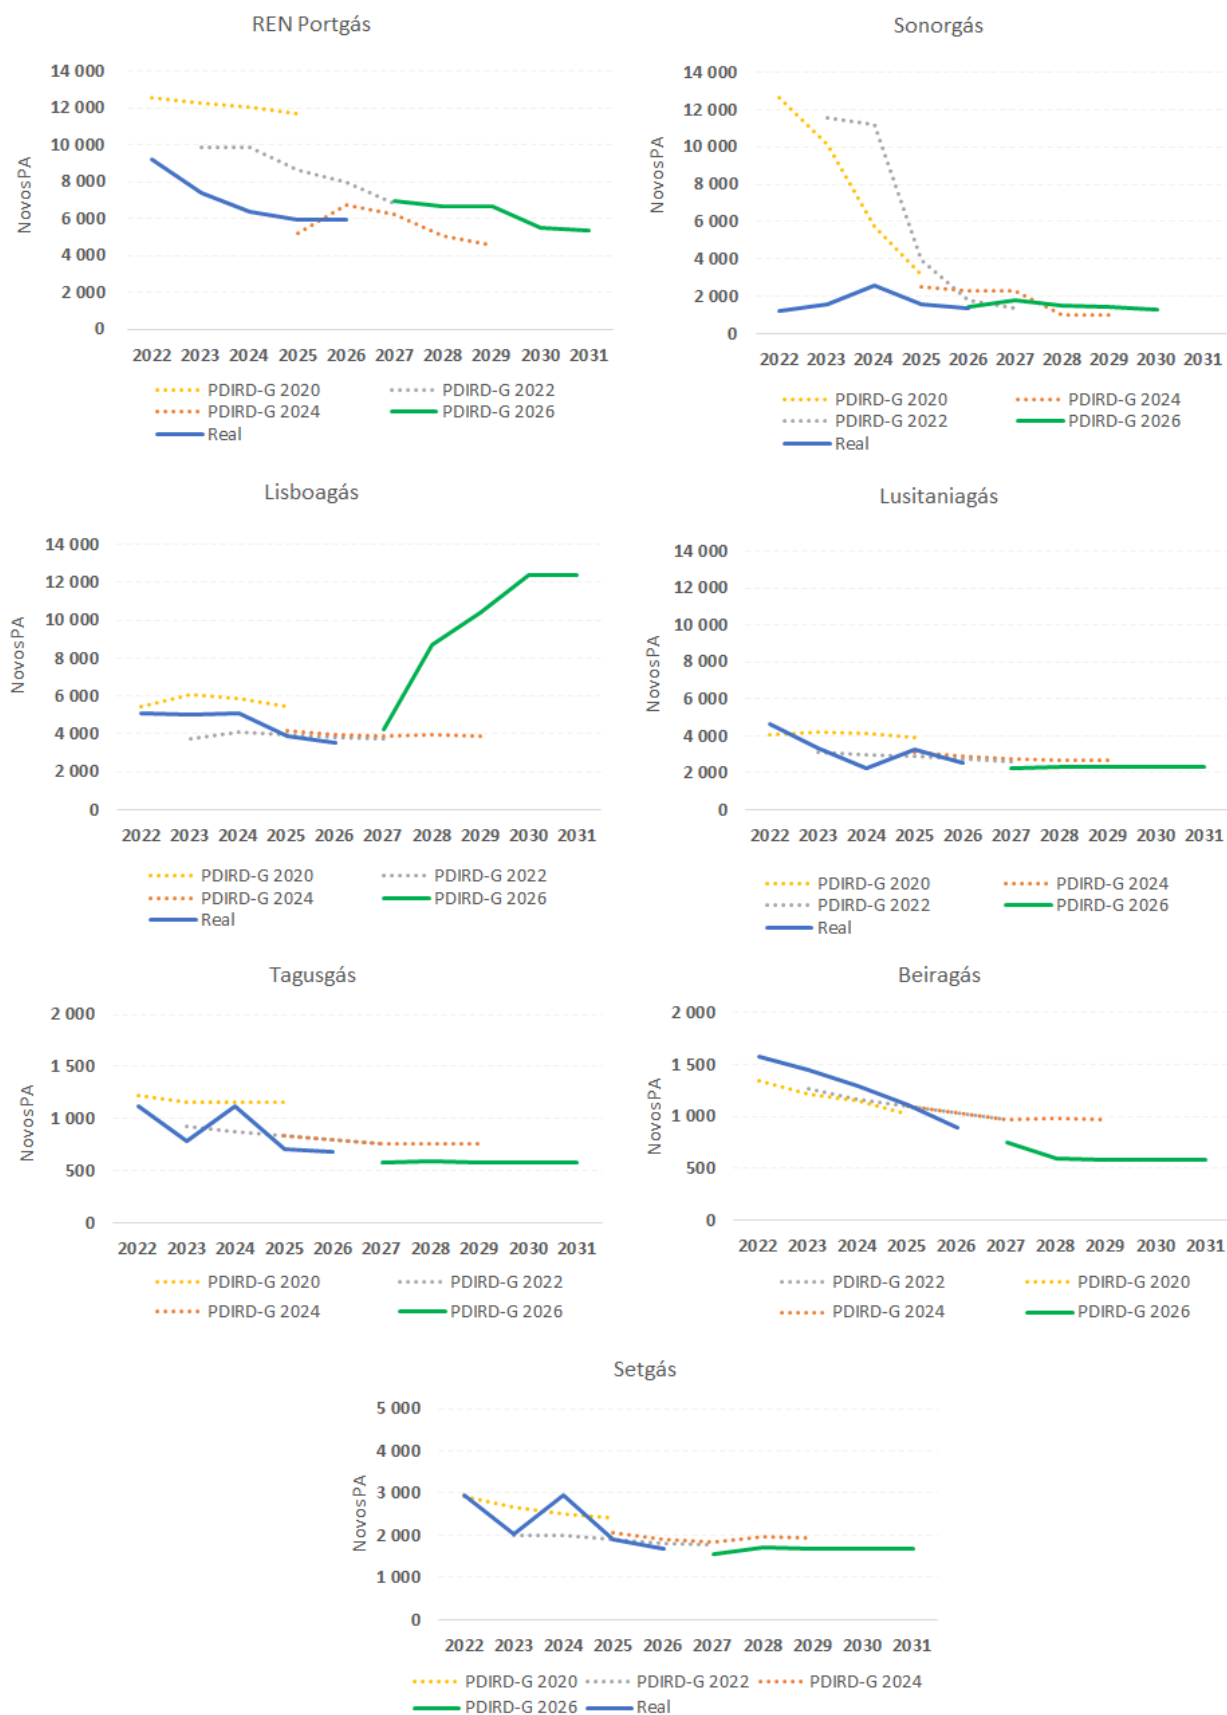 REN Portgás
NovosPA
14 000
12 000
10 000
8 000
6 000
4 000
2 000
0
2022 2023 2024 2025 2026 2027 2028 2029 2030 2031
PDIRD-G 2020 PDIRD-G 2022
PDIRD-G 2024 PDIRD-G 2026
Real
Sonorgás
NovosPA
14 000
12 000
10 000
8 000
6 000
4 000
2 000
0
2022 2023 2024 2025 2026 2027 2028 2029 2030 2031
PDIRD-G 2020 PDIRD-G 2024
PDIRD-G 2022 PDIRD-G 2026
Real
Lisboagás
NovosPA
14 000
12 000
10 000
8 000
6 000
4 000
2 000
0
2022 2023 2024 2025 2026 2027 2028 2029 2030 2031
PDIRD-G 2020 PDIRD-G 2022
PDIRD-G 2024 PDIRD-G 2026
Real
Lusitaniagás
NovosPA
14 000
12 000
10 000
8 000
6 000
4 000
2 000
0
2022 2023 2024 2025 2026 2027 2028 2029 2030 2031
PDIRD-G 2020 PDIRD-G 2024
PDIRD-G 2022 PDIRD-G 2026
Real
Tagusgás
NovosPA
2 000
1 500
1 000
500
0
2022 2023 2024 2025 2026 2027 2028 2029 2030 2031
PDIRD-G 2020 PDIRD-G 2022
PDIRD-G 2024 PDIRD-G 2026
Beiragás
NovosPA
2 000
1 500
1 000
500
0
2022 2023 2024 2025 2026 2027 2028 2029 2030 2031
PDIRD-G 2022 PDIRD-G 2020
PDIRD-G 2024 PDIRD-G 2026
Setgás
NovosPA
5 000
4 000
3 000
2 000
1 000
0
2022 2023 2024 2025 2026 2027 2028 2029 2030 2031
PDIRD-G 2020 PDIRD-G 2022 PDIRD-G 2024
PDIRD-G 2026 Real